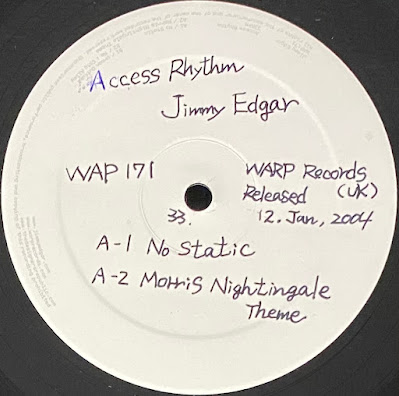 Access Rhythm
Jimmy Edgar
WAP 171
WARP Records
Released (UK)
33.
12. Jan, 2004
A-1 No Static
A-2 Morris Nightingale
Theme